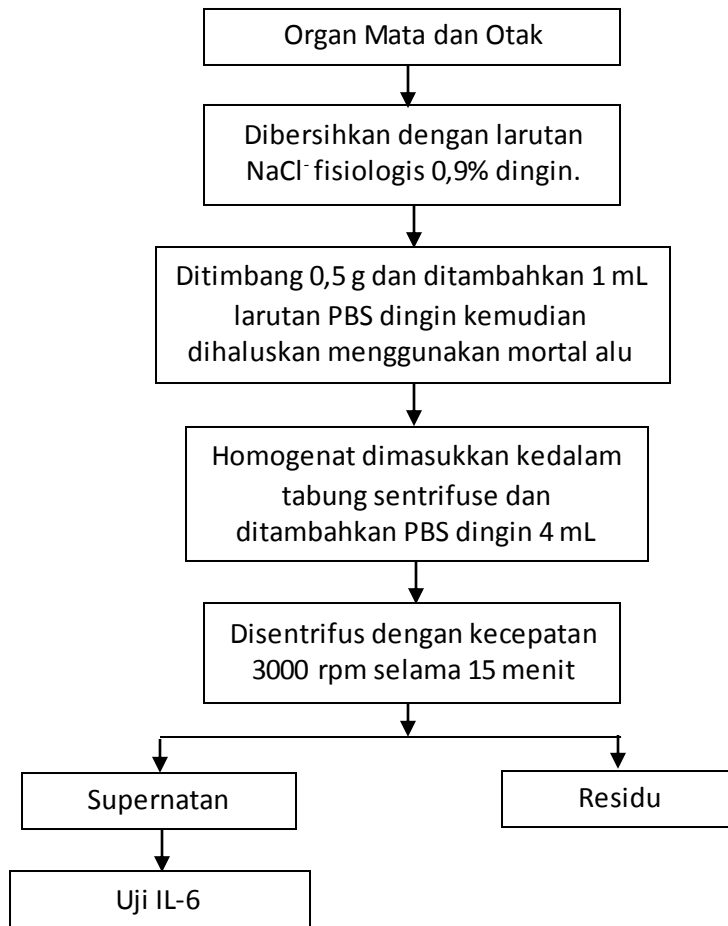 Organ Mata dan Otak
Dibersihkan dengan larutan
NaCl⁻ fisiologis 0,9% dingin.
Ditimbang 0,5 g dan ditambahkan 1 mL
larutan PBS dingin kemudian
dihaluskan menggunakan mortal alu
Homogenat dimasukkan kedalam
tabung sentrifuse dan
ditambahkan PBS dingin 4 mL
Disentrifus dengan kecepatan
3000 rpm selama 15 menit
Supernatan
Residu
Uji IL-6